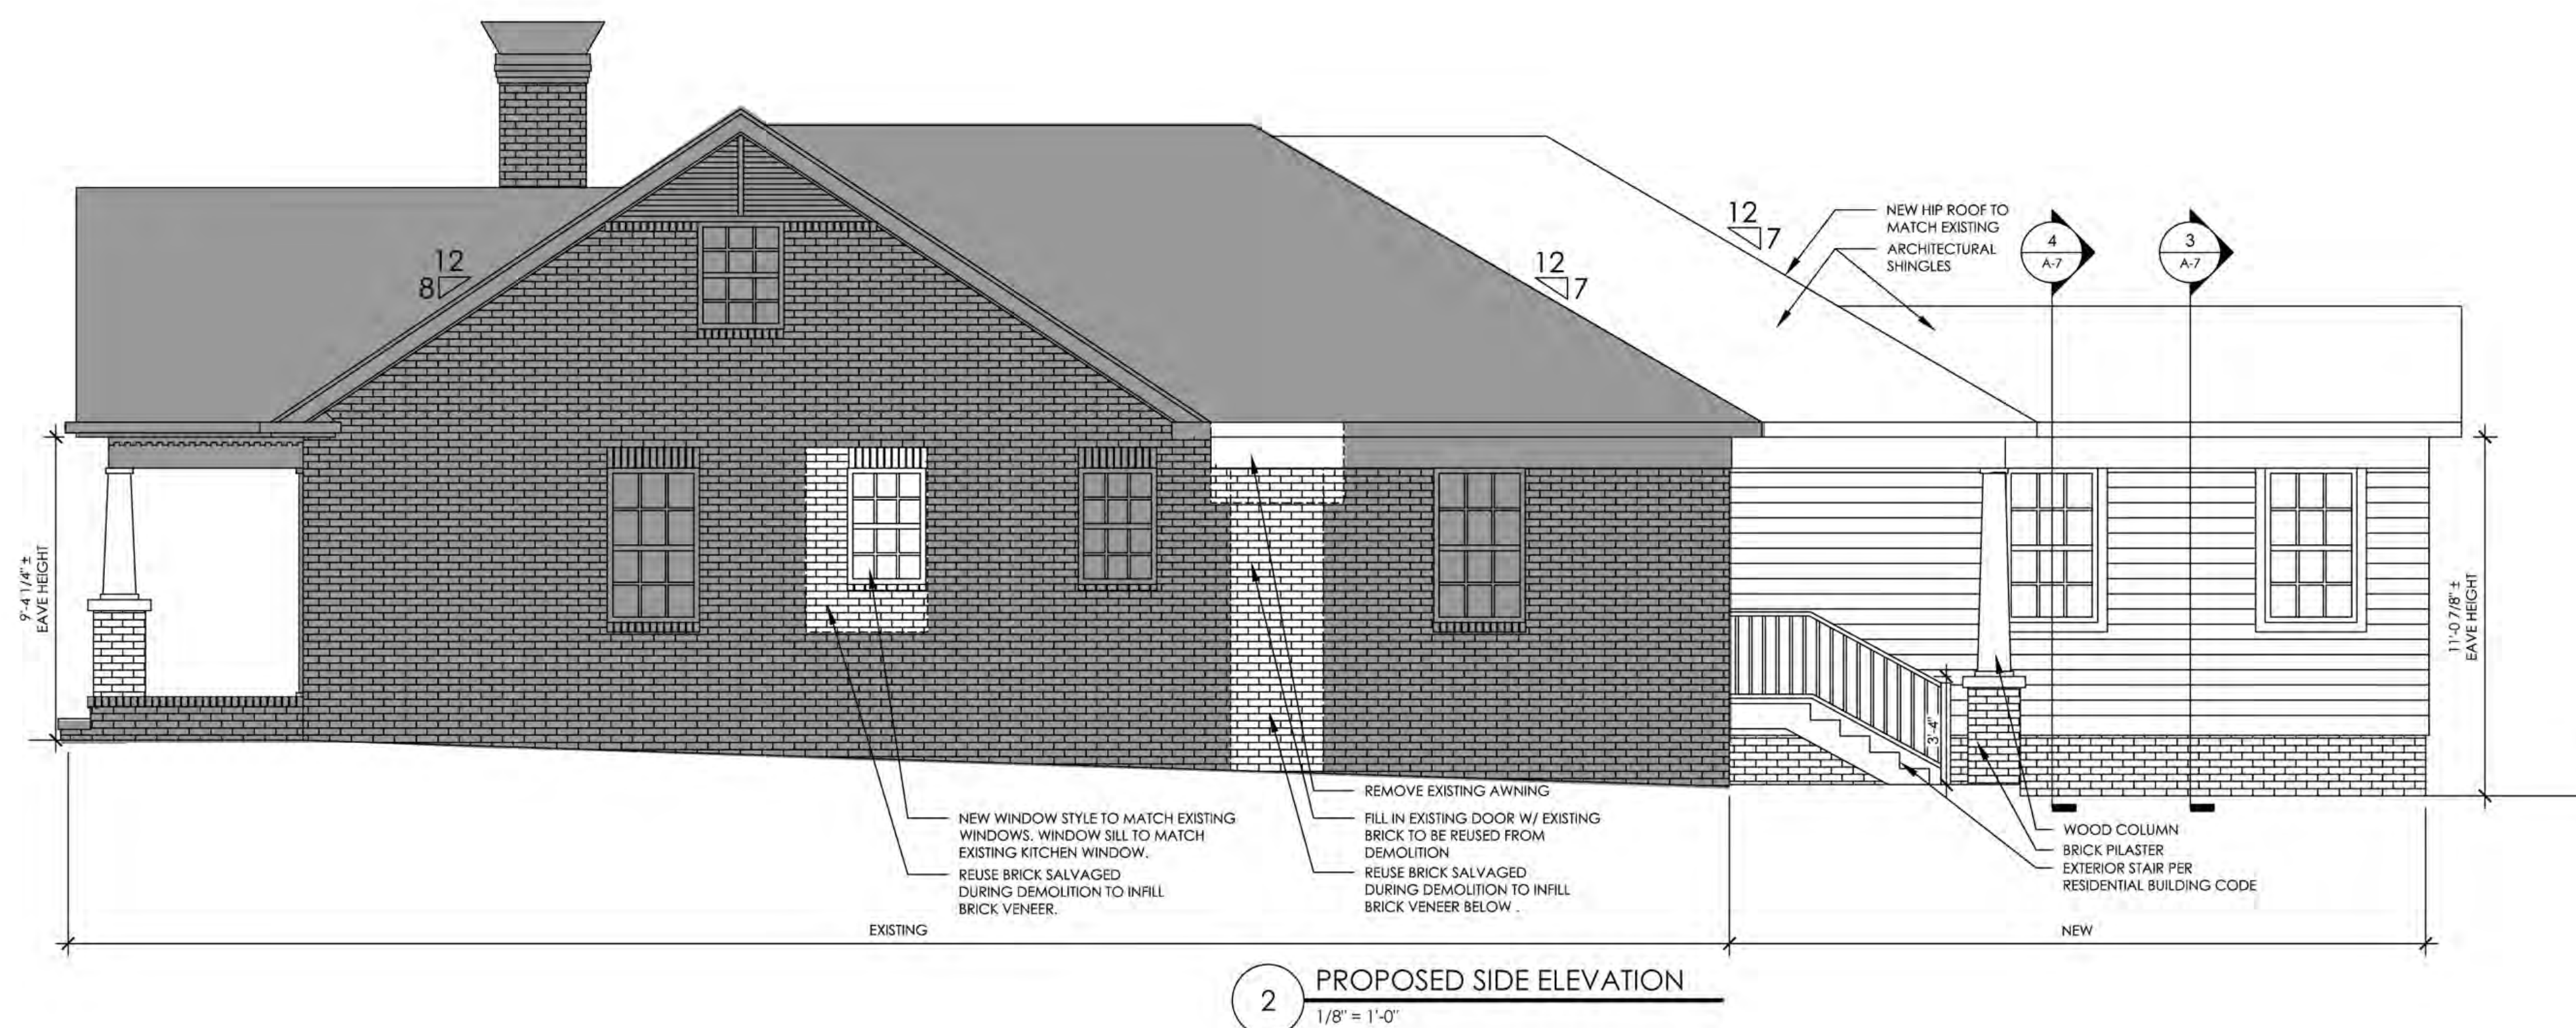 12
8
12
7
12
7
NEW HIP ROOF TO
MATCH EXISTING
ARCHITECTURAL
SHINGLES
4
A-7
3
A-7
9'-4 1/4" ±
EAVE HEIGHT
11'-0 7/8" ±
EAVE HEIGHT
3'-4"
NEW WINDOW STYLE TO MATCH EXISTING
WINDOWS. WINDOW SILL TO MATCH
EXISTING KITCHEN WINDOW.
REUSE BRICK SALVAGED
DURING DEMOLITION TO INFILL
BRICK VENEER.
REMOVE EXISTING AWNING
FILL IN EXISTING DOOR W/ EXISTING
BRICK TO BE REUSED FROM
DEMOLITION
REUSE BRICK SALVAGED
DURING DEMOLITION TO INFILL
BRICK VENEER BELOW .
WOOD COLUMN
BRICK PILASTER
EXTERIOR STAIR PER
RESIDENTIAL BUILDING CODE
EXISTING
NEW
2
PROPOSED SIDE ELEVATION
1/8" = 1'-0"